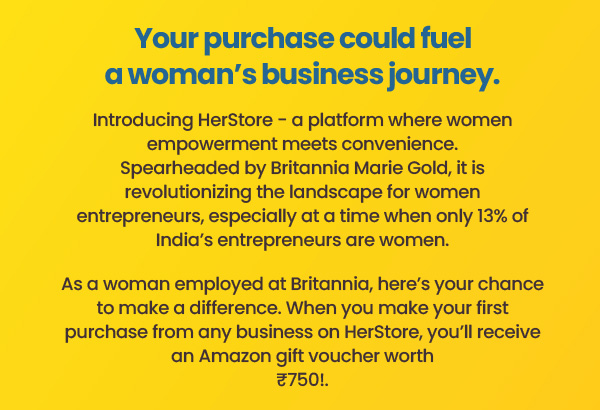 Your purchase could fuel
a woman’s business journey.
Introducing HerStore - a platform where women
empowerment meets convenience.
Spearheaded by Britannia Marie Gold, it is
revolutionizing the landscape for women
entrepreneurs, especially at a time when only 13% of
India’s entrepreneurs are women.
As a woman employed at Britannia, here’s your chance
to make a difference. When you make your first
purchase from any business on HerStore, you’ll receive
an Amazon gift voucher worth
₹750!.